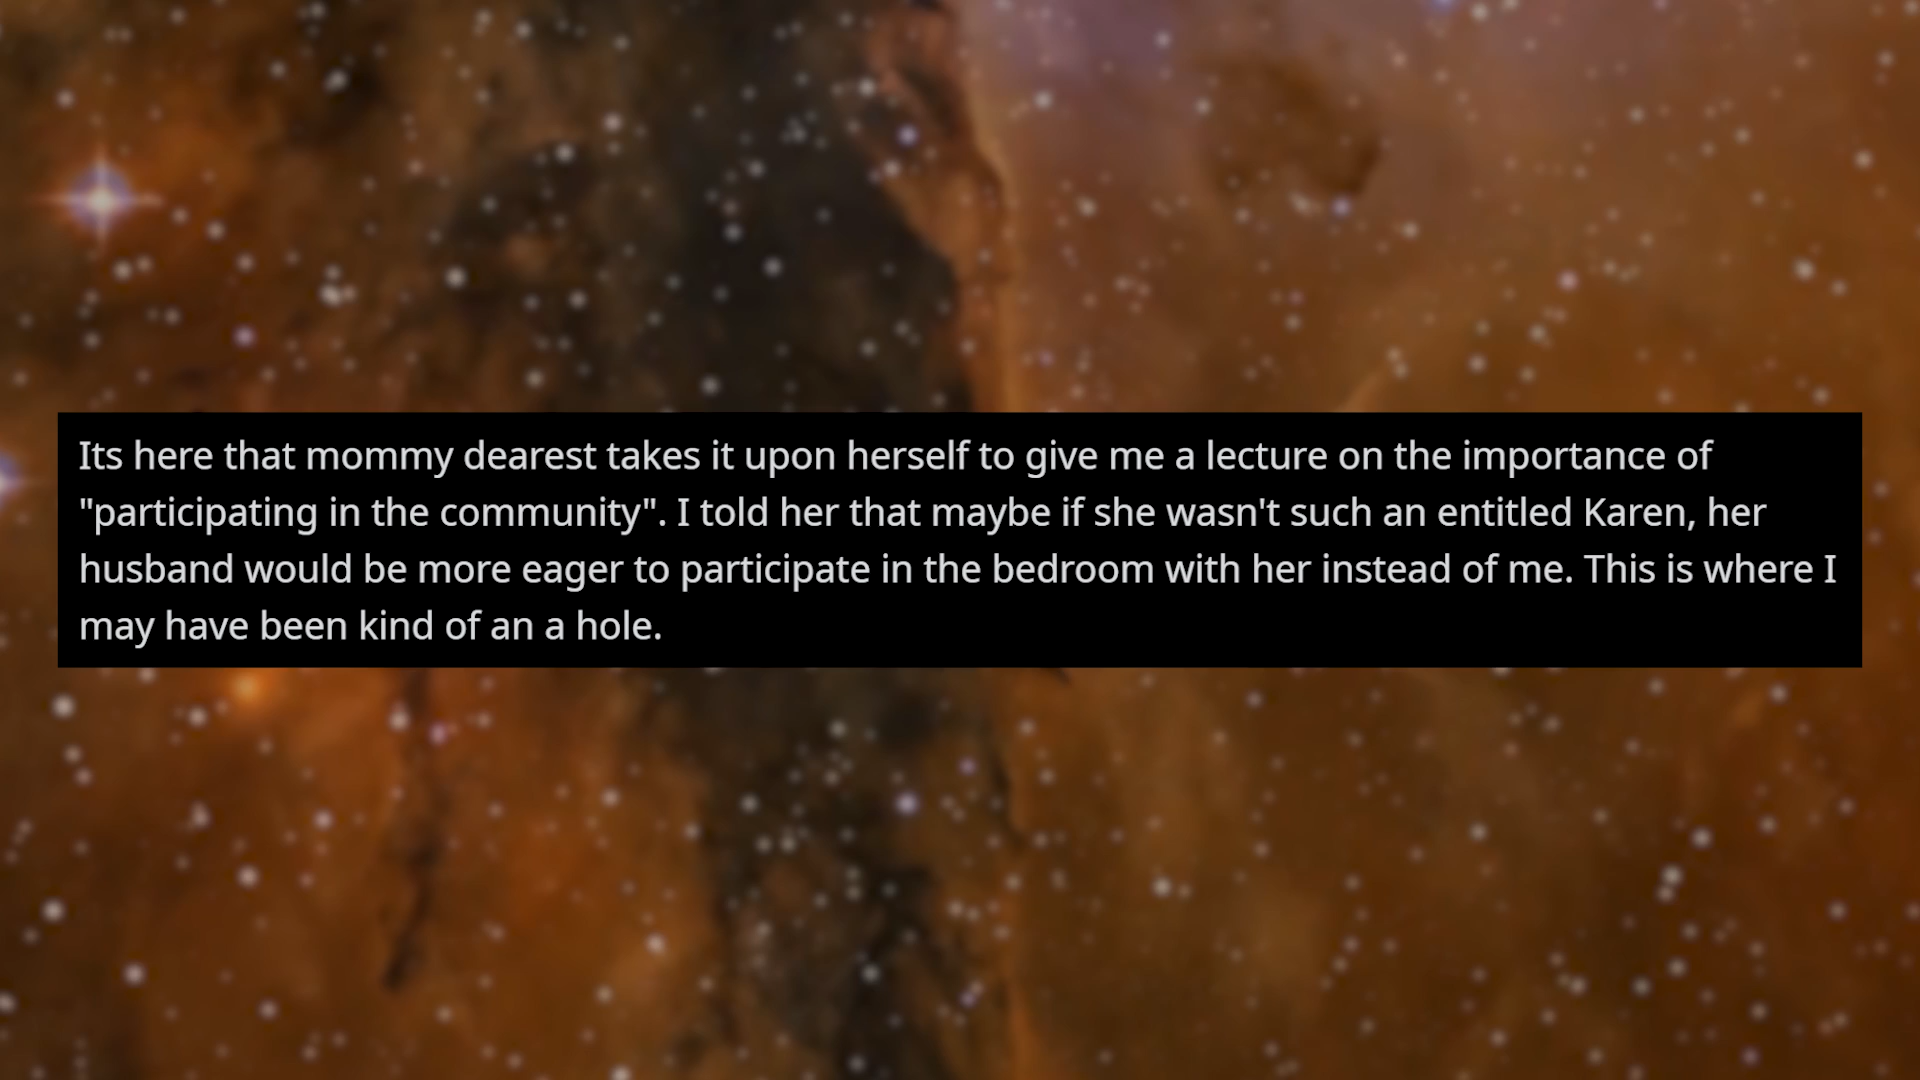 Its here that mommy dearest takes it upon herself to give me a lecture on the importance of
"participating in the community". I told her that maybe if she wasn't such an entitled Karen, her
husband would be more eager to participate in the bedroom with her instead of me. This is where I
may have been kind of an a hole.